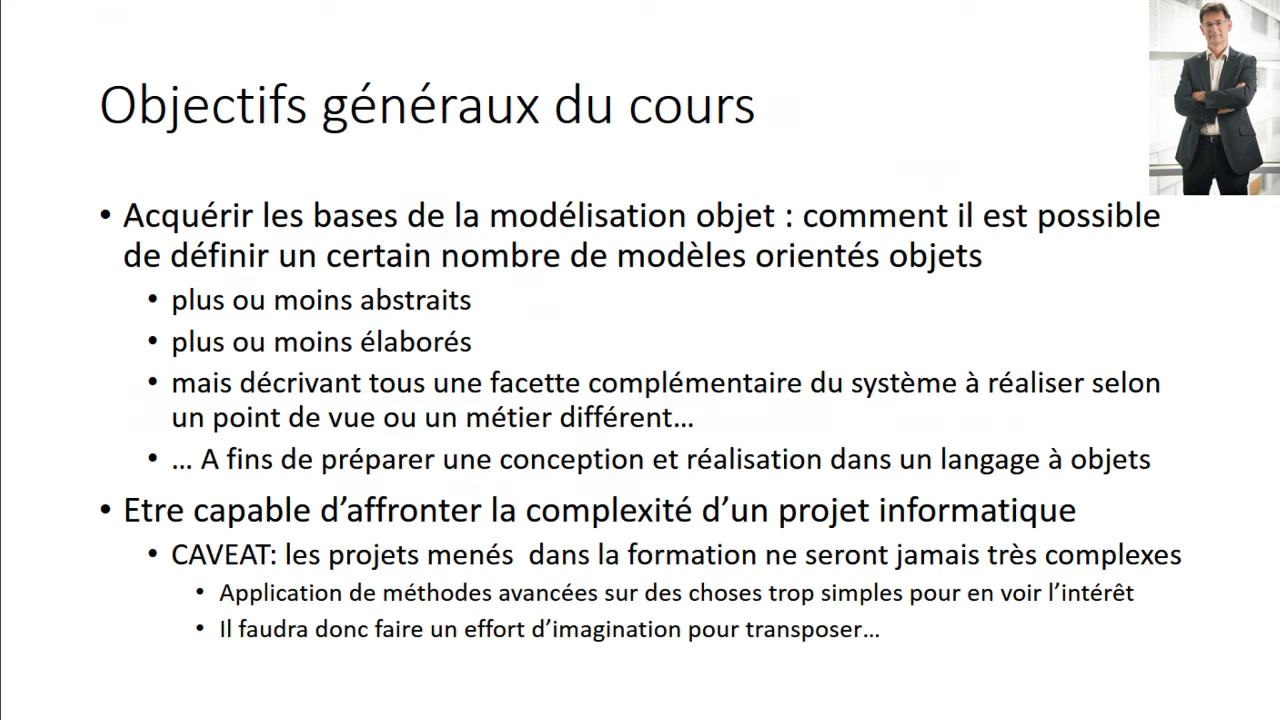 Objectifs généraux du cours
• Acquérir les bases de la modélisation objet : comment il est possible
de définir un certain nombre de modèles orientés objets
• plus ou moins abstraits
• plus ou moins élaborés
• mais décrivant tous une facette complémentaire du système à réaliser selon
un point de vue ou un métier différent…
• … A fins de préparer une conception et réalisation dans un langage à objets
• Etre capable d’affronter la complexité d’un projet informatique
• CAVEAT: les projets menés  dans la formation ne seront jamais très complexes
• Application de méthodes avancées sur des choses trop simples pour en voir l’intérêt
• Il faudra donc faire un effort d’imagination pour transposer…